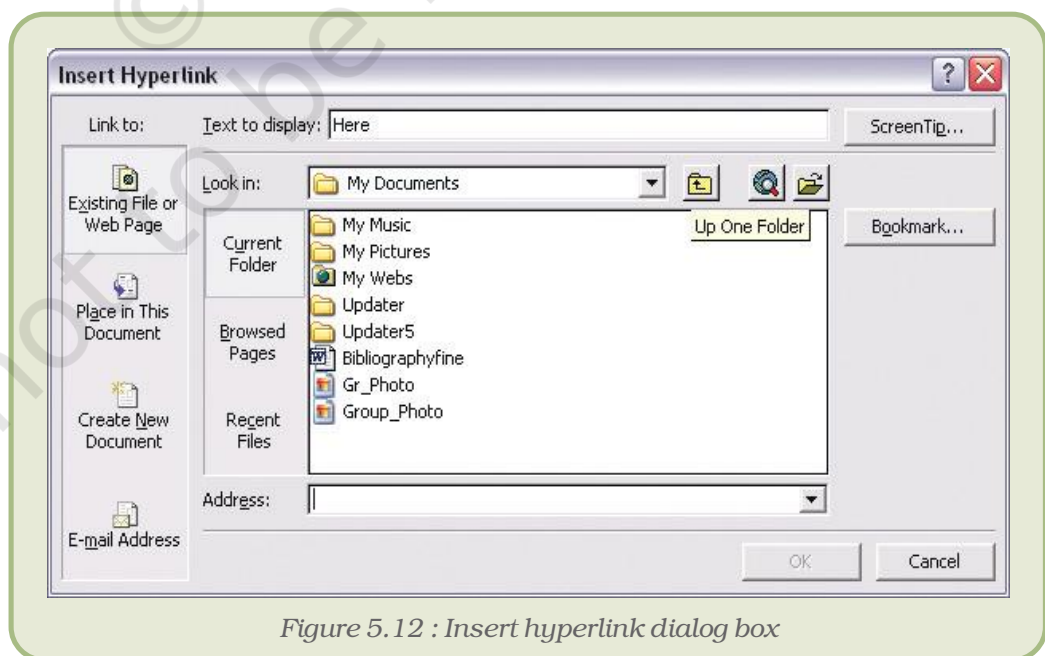 Insert Hyperlink
Link to:
Text to display: Here
ScreenTip...
Existing File or
Web Page
Look in:
My Documents
Up One Folder
Bookmark...
Current
Folder
My Music
My Pictures
My Webs
Updater
Updater5
Bibliographyfine
Gr_Photo
Group_Photo
Place in This
Document
Browsed
Pages
Create New
Document
Recent
Files
Address:
E-mail Address
OK
Cancel
Figure 5.12 : Insert hyperlink dialog box
©
not to be